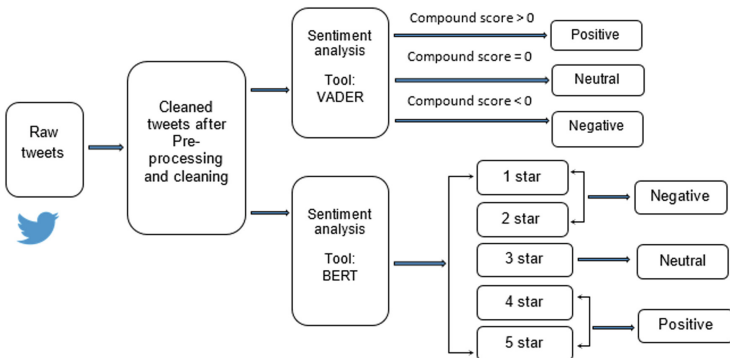 Raw
tweets
Cleaned
tweets after
Pre-
processing
and cleaning
Sentiment
analysis
Tool:
VADER
Compound score > 0
Positive
Compound score = 0
Neutral
Compound score < 0
Negative
Sentiment
analysis
Tool:
BERT
1 star
2 star
Negative
3 star
Neutral
4 star
5 star
Positive